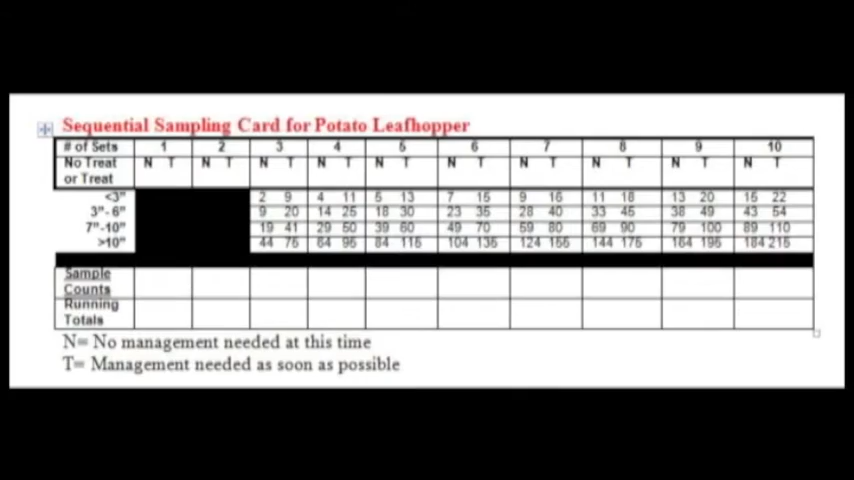 Sequential Sampling Card for Potato Leafhopper
# of Sets 1 2 3 4 5 6 7 8 9 10
No Treat N T N T N T N T N T N T N T N T N T N T
or Treat
<3" 2 9 4 11 5 13 7 15 9 16 11 18 13 20 15 22
3"-6" 9 20 14 25 18 30 23 35 28 40 33 45 38 49 43 54
7"-10" 19 41 29 50 39 60 49 70 59 80 69 90 79 100 89 110
>10" 44 75 64 95 84 115 104 135 124 155 144 175 164 195 184 215
Sample
Counts
Running
Totals
N= No management needed at this time
T= Management needed as soon as possible